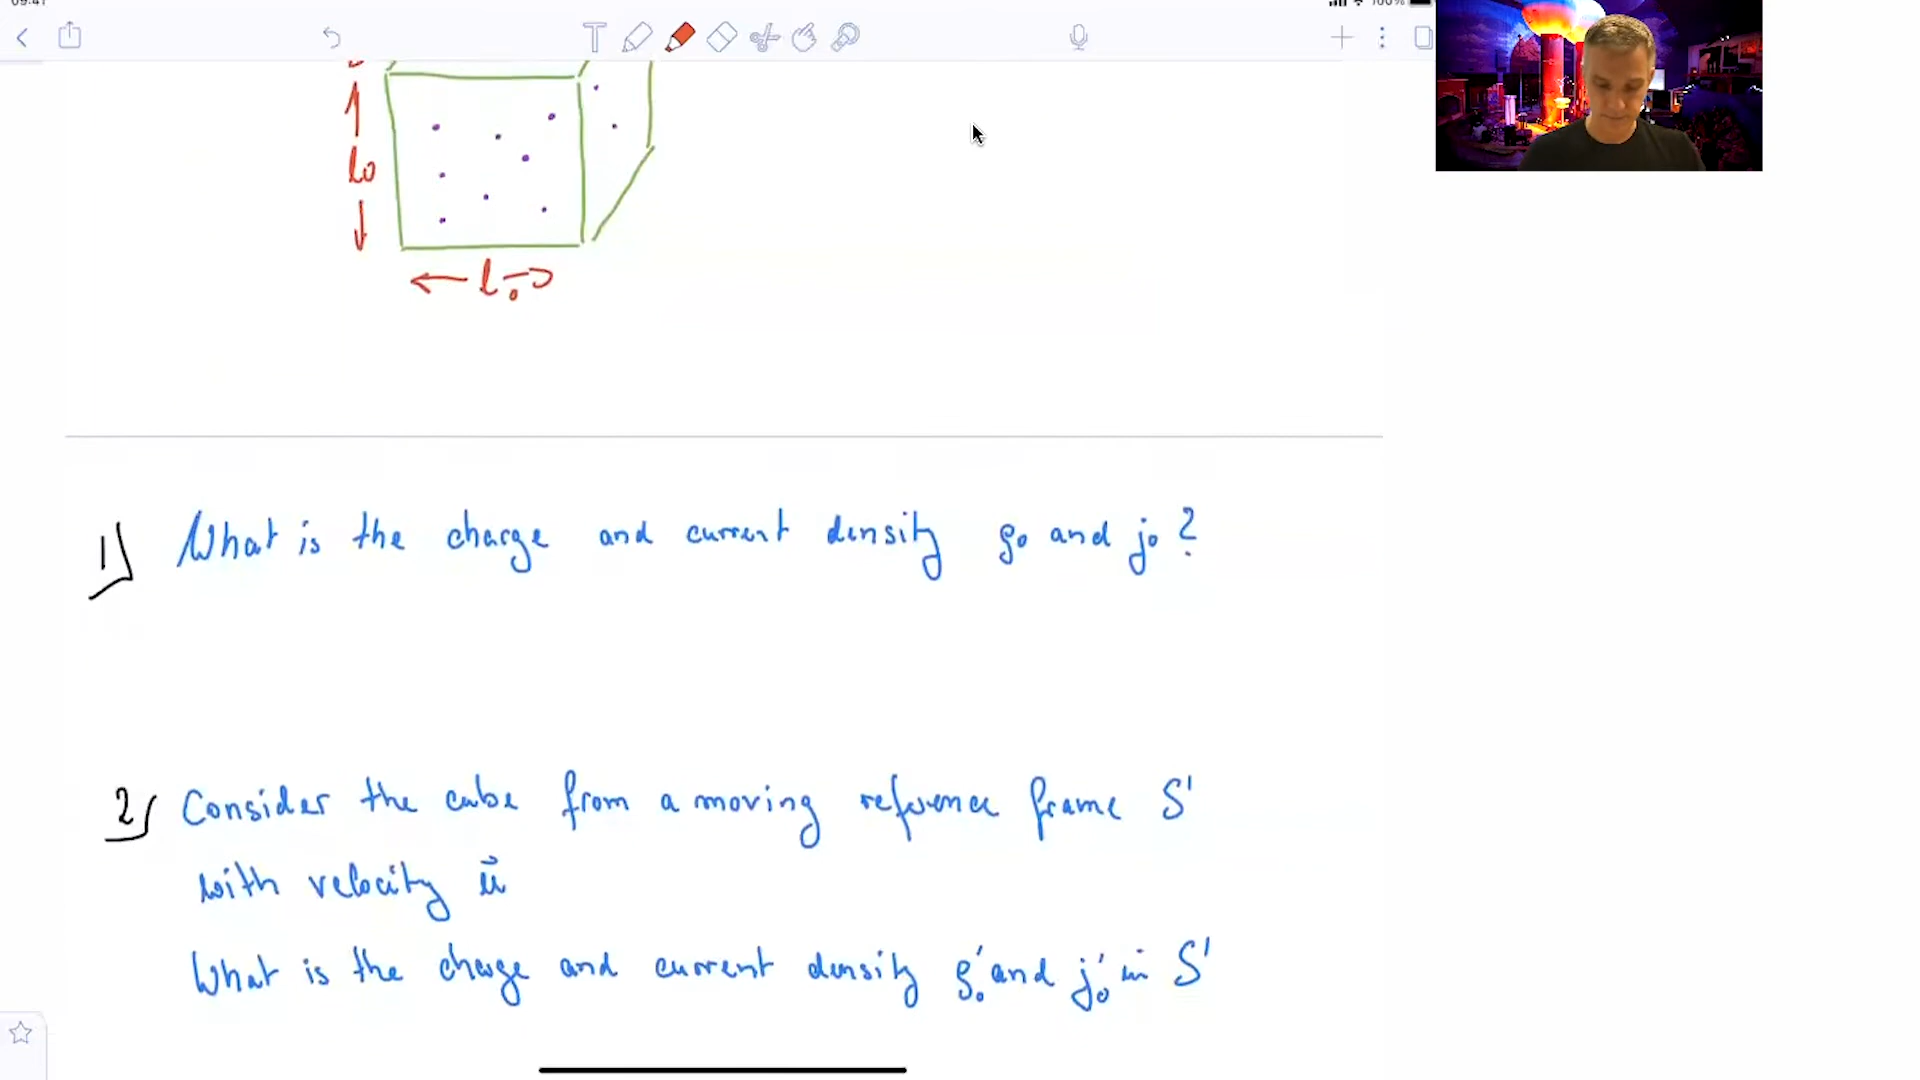 l₀
l₀
1) What is the charge and current density ρ₀ and j₀ ?
2) Consider the cube from a moving reference frame S'
with velocity u⃗
What is the charge and current density ρ₀' and j₀' in S'